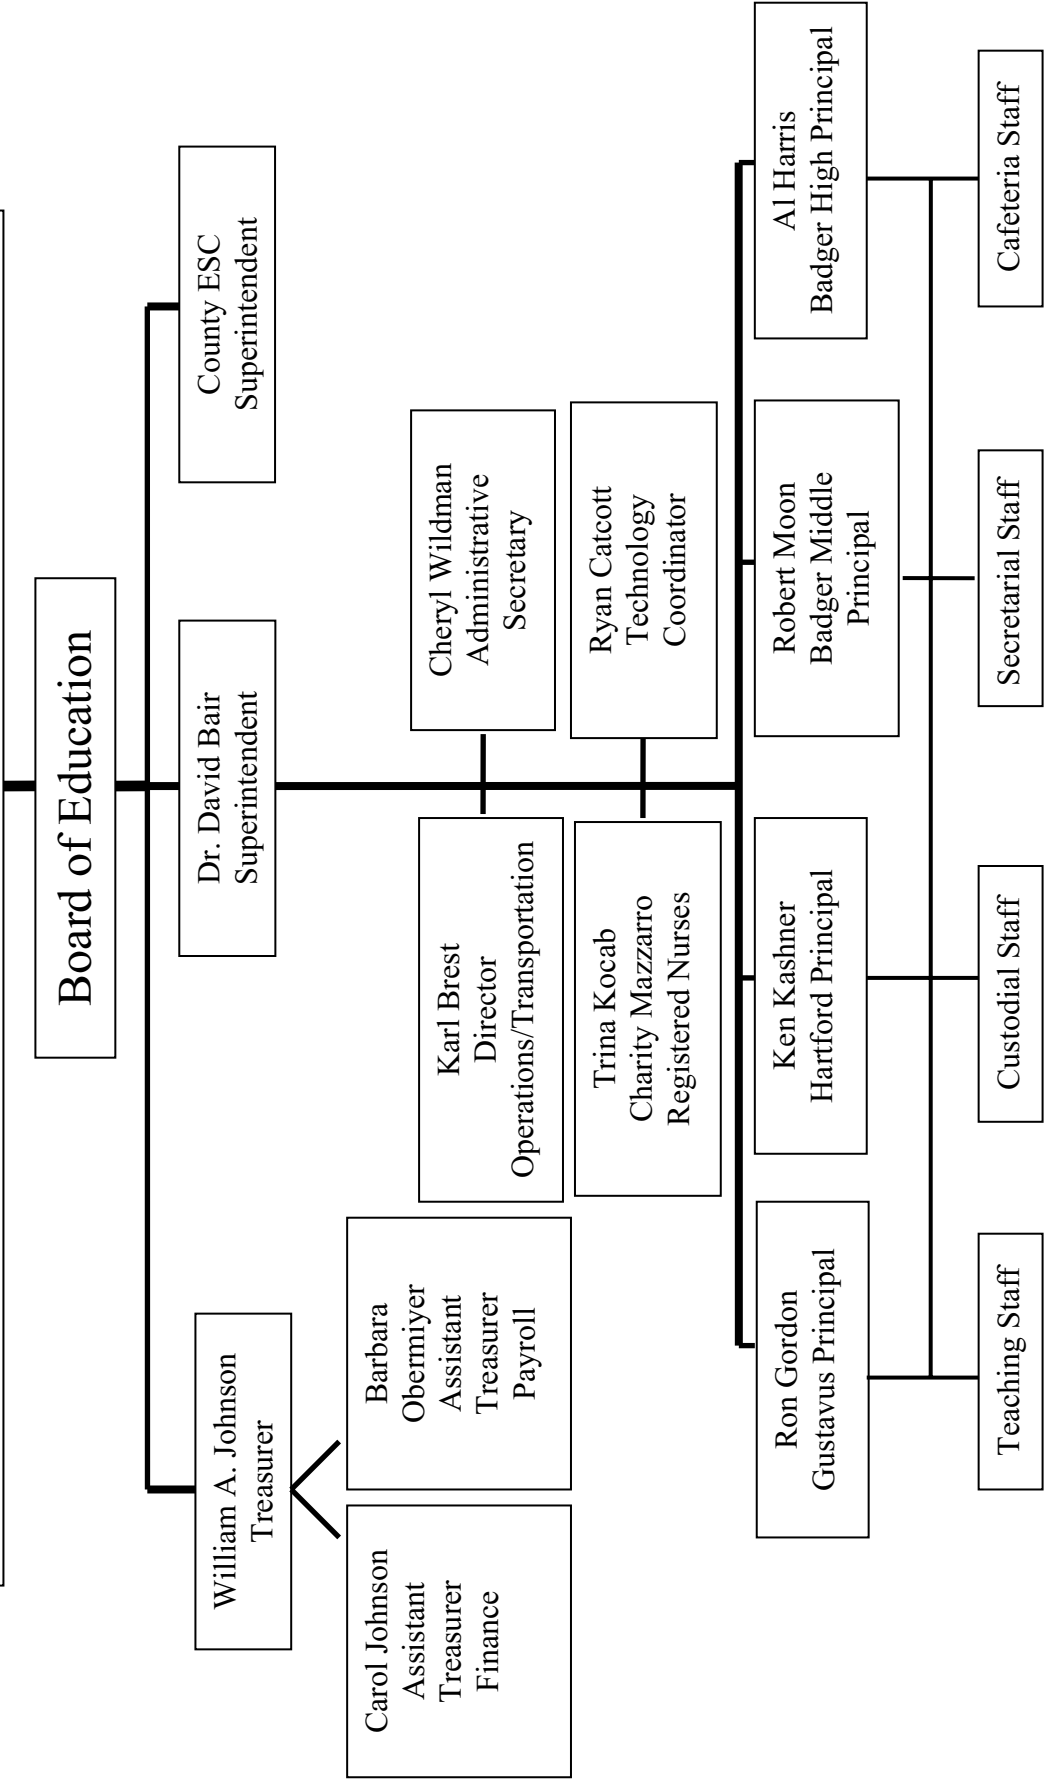 Board of Education
William A. Johnson
Treasurer
Dr. David Bair
Superintendent
County ESC
Superintendent
Carol Johnson
Assistant
Treasurer
Finance
Barbara
Obermiyer
Assistant
Treasurer
Payroll
Karl Brest
Director
Operations/Transportation
Cheryl Wildman
Administrative
Secretary
Trina Kocab
Charity Mazzarro
Registered Nurses
Ryan Catcott
Technology
Coordinator
Ron Gordon
Gustavus Principal
Ken Kashner
Hartford Principal
Robert Moon
Badger Middle
Principal
Al Harris
Badger High Principal
Teaching Staff
Custodial Staff
Secretarial Staff
Cafeteria Staff